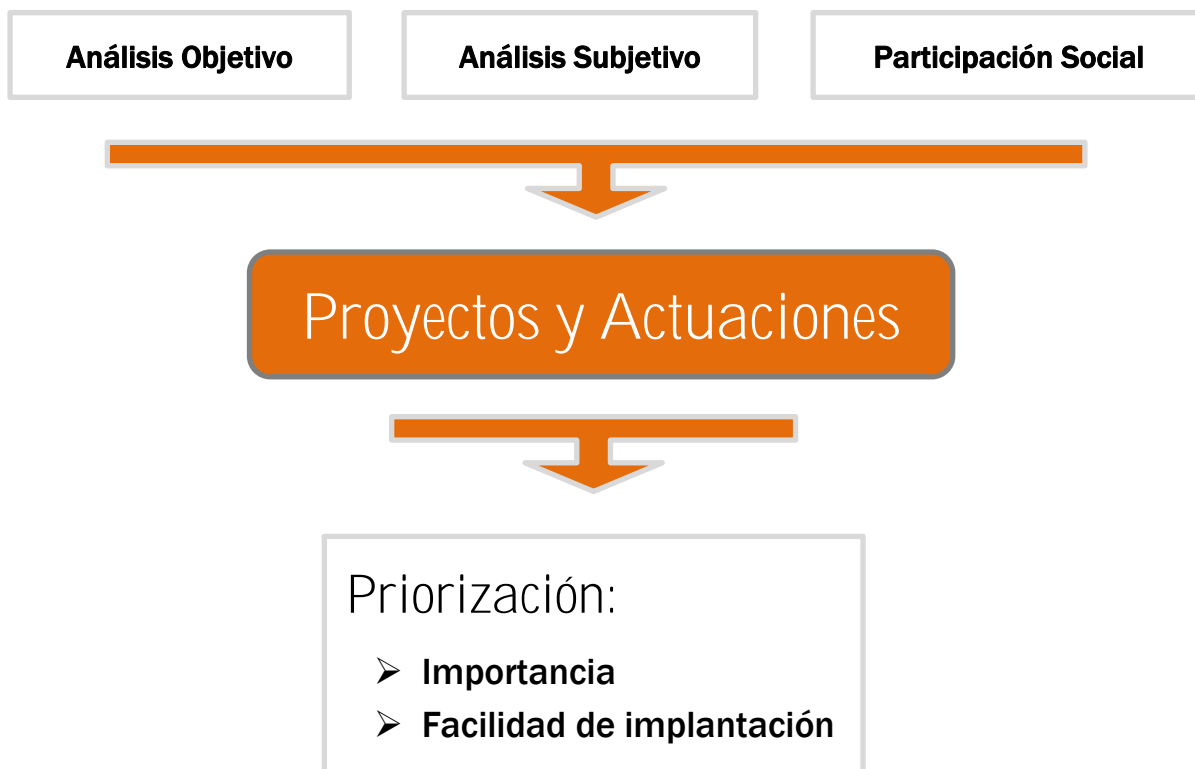 Análisis Objetivo
Análisis Subjetivo
Participación Social
Proyectos y Actuaciones
Priorización:
➢ Importancia
➢ Facilidad de implantación